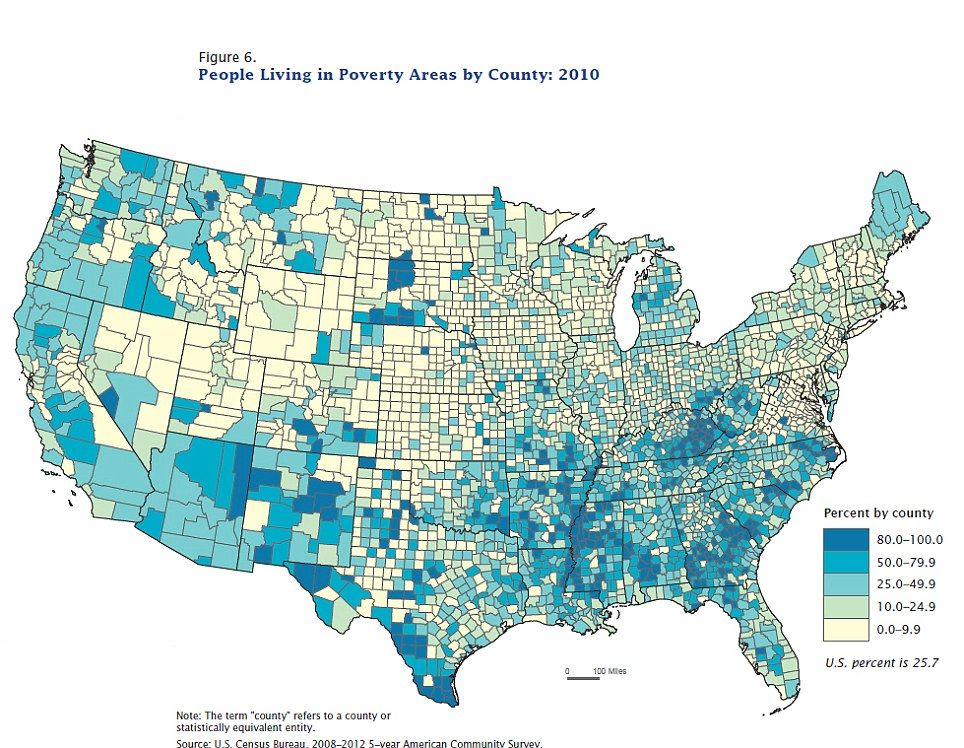 Figure 6.
People Living in Poverty Areas by County: 2010
Percent by county
80.0–100.0
50.0–79.9
25.0–49.9
10.0–24.9
0.0–9.9
U.S. percent is 25.7
0 100 Miles
Note: The term "county" refers to a county or
statistically equivalent entity.
Source: U.S. Census Bureau, 2008–2012 5–year American Community Survey.